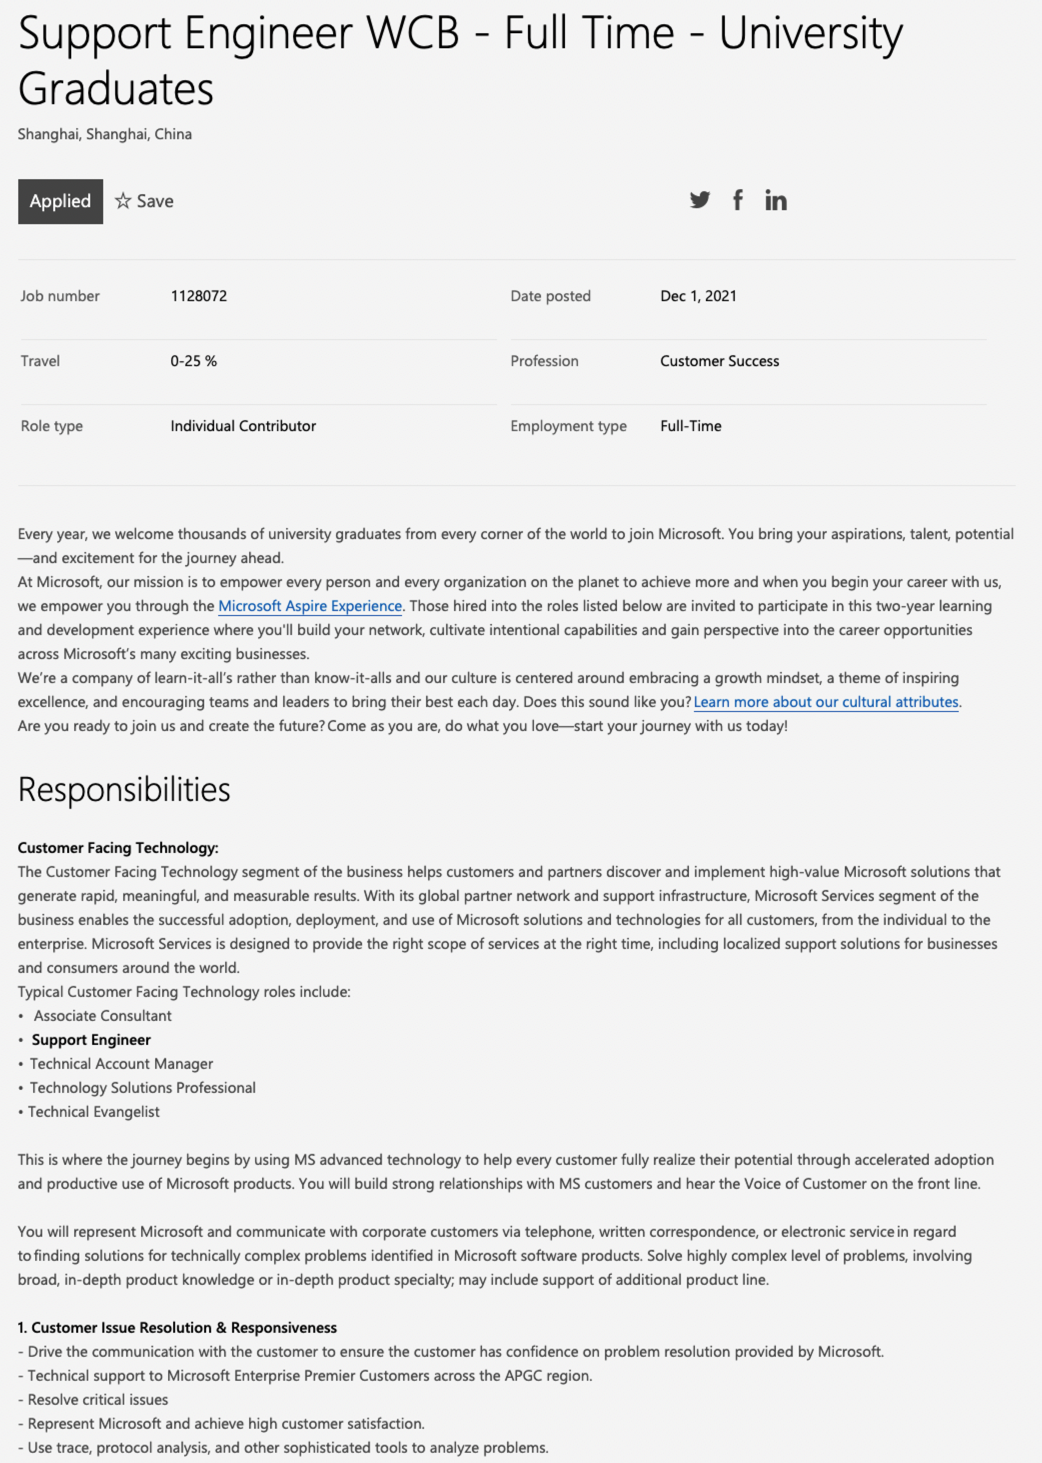 Support Engineer WCB - Full Time - University
Graduates
Shanghai, Shanghai, China
Applied ☆ Save
Job number 1128072 Date posted Dec 1, 2021
Travel 0-25 % Profession Customer Success
Role type Individual Contributor Employment type Full-Time
Every year, we welcome thousands of university graduates from every corner of the world to join Microsoft. You bring your aspirations, talent, potential
—and excitement for the journey ahead.
At Microsoft, our mission is to empower every person and every organization on the planet to achieve more and when you begin your career with us,
we empower you through the Microsoft Aspire Experience. Those hired into the roles listed below are invited to participate in this two-year learning
and development experience where you'll build your network, cultivate intentional capabilities and gain perspective into the career opportunities
across Microsoft's many exciting businesses.
We're a company of learn-it-all's rather than know-it-alls and our culture is centered around embracing a growth mindset, a theme of inspiring
excellence, and encouraging teams and leaders to bring their best each day. Does this sound like you? Learn more about our cultural attributes.
Are you ready to join us and create the future? Come as you are, do what you love—start your journey with us today!
Responsibilities
Customer Facing Technology:
The Customer Facing Technology segment of the business helps customers and partners discover and implement high-value Microsoft solutions that
generate rapid, meaningful, and measurable results. With its global partner network and support infrastructure, Microsoft Services segment of the
business enables the successful adoption, deployment, and use of Microsoft solutions and technologies for all customers, from the individual to the
enterprise. Microsoft Services is designed to provide the right scope of services at the right time, including localized support solutions for businesses
and consumers around the world.
Typical Customer Facing Technology roles include:
• Associate Consultant
• Support Engineer
• Technical Account Manager
• Technology Solutions Professional
• Technical Evangelist
This is where the journey begins by using MS advanced technology to help every customer fully realize their potential through accelerated adoption
and productive use of Microsoft products. You will build strong relationships with MS customers and hear the Voice of Customer on the front line.
You will represent Microsoft and communicate with corporate customers via telephone, written correspondence, or electronic service in regard
to finding solutions for technically complex problems identified in Microsoft software products. Solve highly complex level of problems, involving
broad, in-depth product knowledge or in-depth product specialty; may include support of additional product line.
1. Customer Issue Resolution & Responsiveness
- Drive the communication with the customer to ensure the customer has confidence on problem resolution provided by Microsoft.
- Technical support to Microsoft Enterprise Premier Customers across the APGC region.
- Resolve critical issues
- Represent Microsoft and achieve high customer satisfaction.
- Use trace, protocol analysis, and other sophisticated tools to analyze problems.